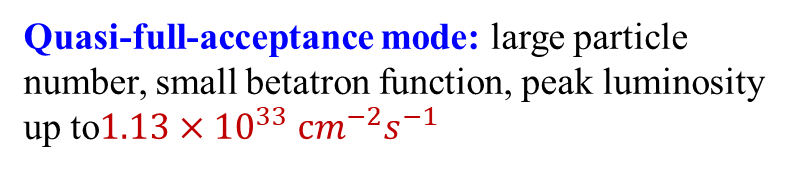 Quasi-full-acceptance mode: large particle
number, small betatron function, peak luminosity
up to1.13 × 10³³ cm⁻²s⁻¹